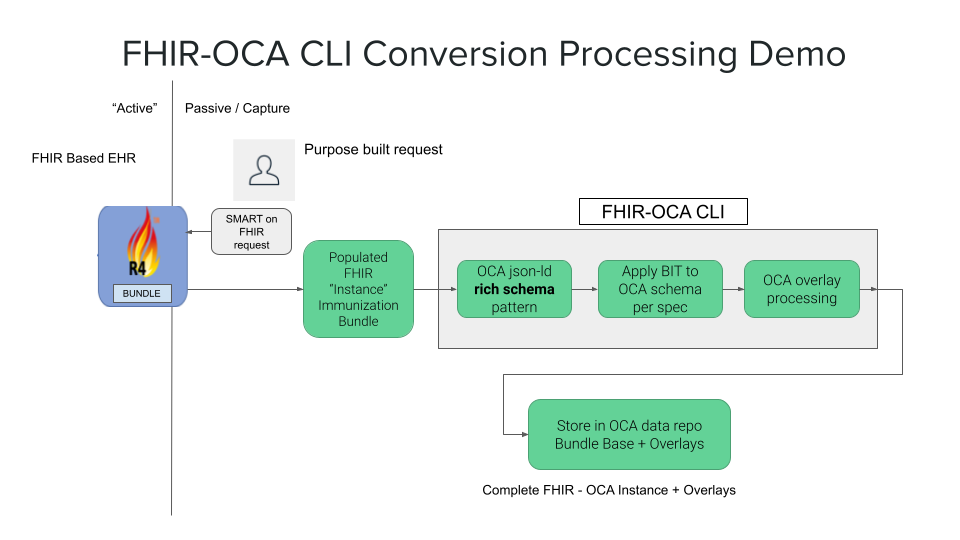 FHIR-OCA CLI Conversion Processing Demo
“Active”
Passive / Capture
FHIR Based EHR
Purpose built request
SMART on
FHIR
request
R4
BUNDLE
Populated
FHIR
”Instance”
Immunization
Bundle
FHIR-OCA CLI
OCA json-ld
rich schema
pattern
Apply BIT to
OCA schema
per spec
OCA overlay
processing
Store in OCA data repo
Bundle Base + Overlays
Complete FHIR - OCA Instance + Overlays